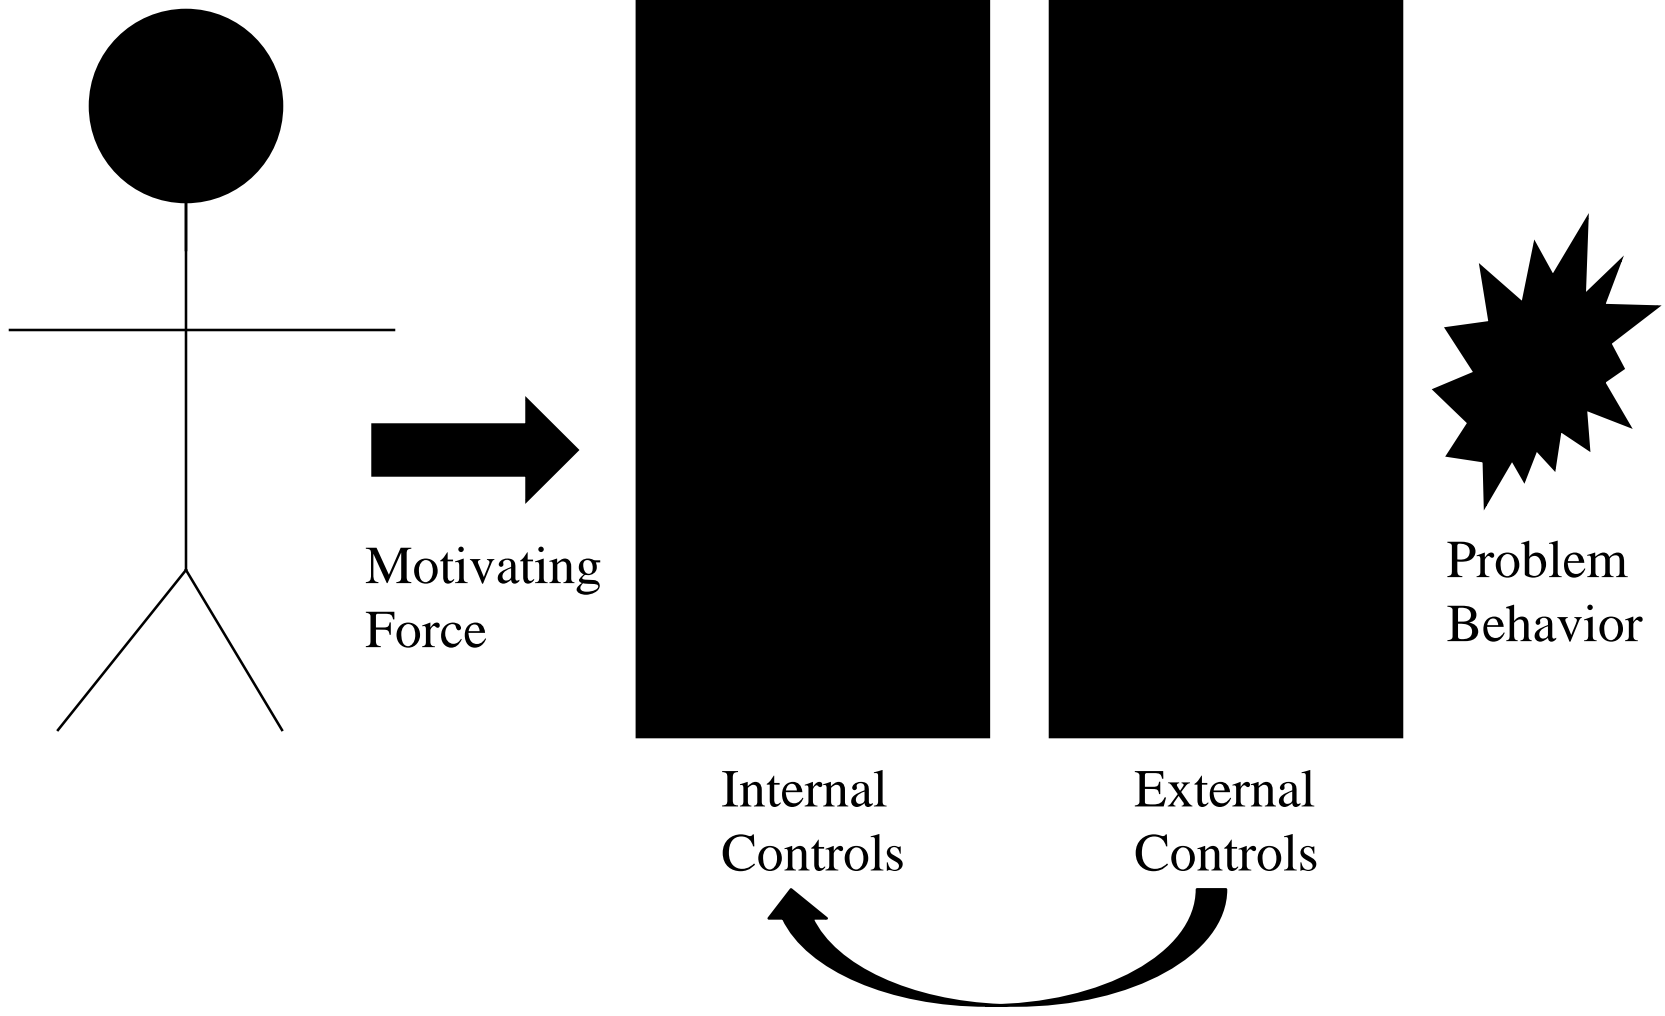 Motivating
Force
Problem
Behavior
Internal
Controls
External
Controls